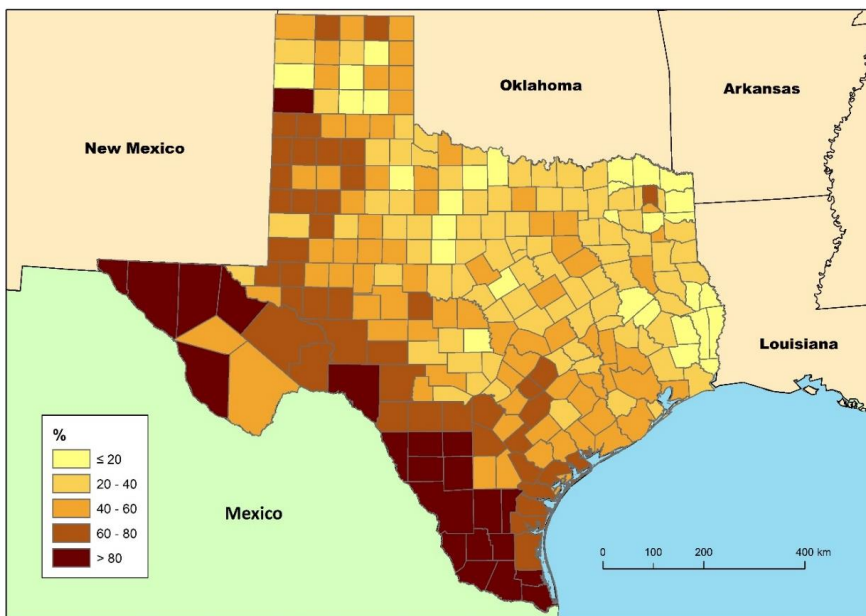 Oklahoma
Arkansas
New Mexico
Louisiana
Mexico
%
≤ 20
20 - 40
40 - 60
60 - 80
> 80
0 100 200 400 km